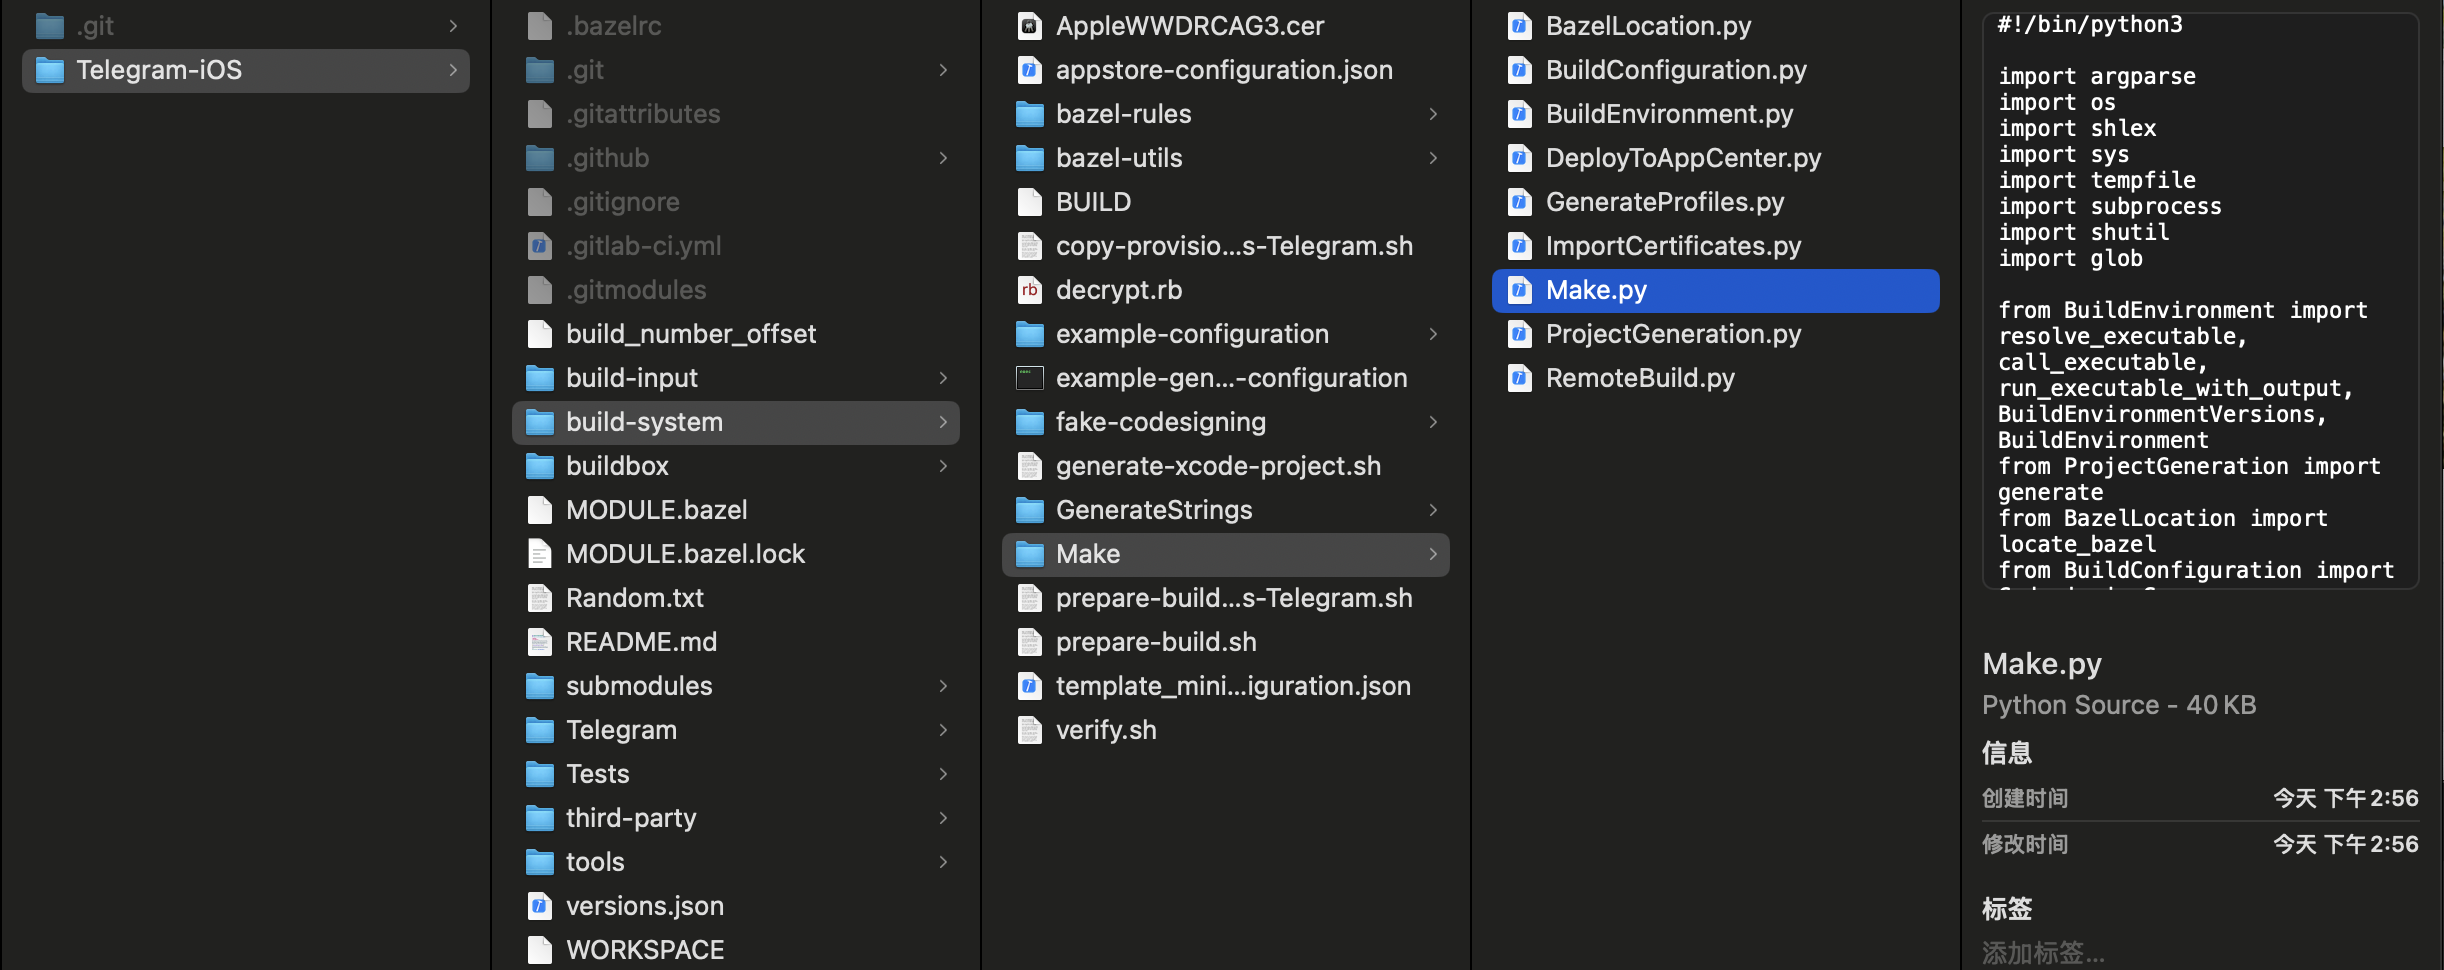 .git
Telegram-iOS
.bazelrc
.git
.gitattributes
.github
.gitignore
.gitlab-ci.yml
.gitmodules
build_number_offset
build-input
build-system
buildbox
MODULE.bazel
MODULE.bazel.lock
Random.txt
README.md
submodules
Telegram
Tests
third-party
tools
versions.json
WORKSPACE
AppleWWDRCAG3.cer
appstore-configuration.json
bazel-rules
bazel-utils
BUILD
copy-provisio...s-Telegram.sh
decrypt.rb
example-configuration
example-gen...-configuration
fake-codesigning
generate-xcode-project.sh
GenerateStrings
Make
prepare-build...s-Telegram.sh
prepare-build.sh
template_mini...iguration.json
verify.sh
BazelLocation.py
BuildConfiguration.py
BuildEnvironment.py
DeployToAppCenter.py
GenerateProfiles.py
ImportCertificates.py
Make.py
ProjectGeneration.py
RemoteBuild.py
#!/bin/python3
import argparse
import os
import shlex
import sys
import tempfile
import subprocess
import shutil
import glob
from BuildEnvironment import
resolve_executable,
call_executable,
run_executable_with_output,
BuildEnvironmentVersions,
BuildEnvironment
from ProjectGeneration import
generate
from BazelLocation import
locate_bazel
from BuildConfiguration import
Make.py
Python Source - 40 KB
信息
创建时间 今天 下午2:56
修改时间 今天 下午2:56
标签
添加标签...